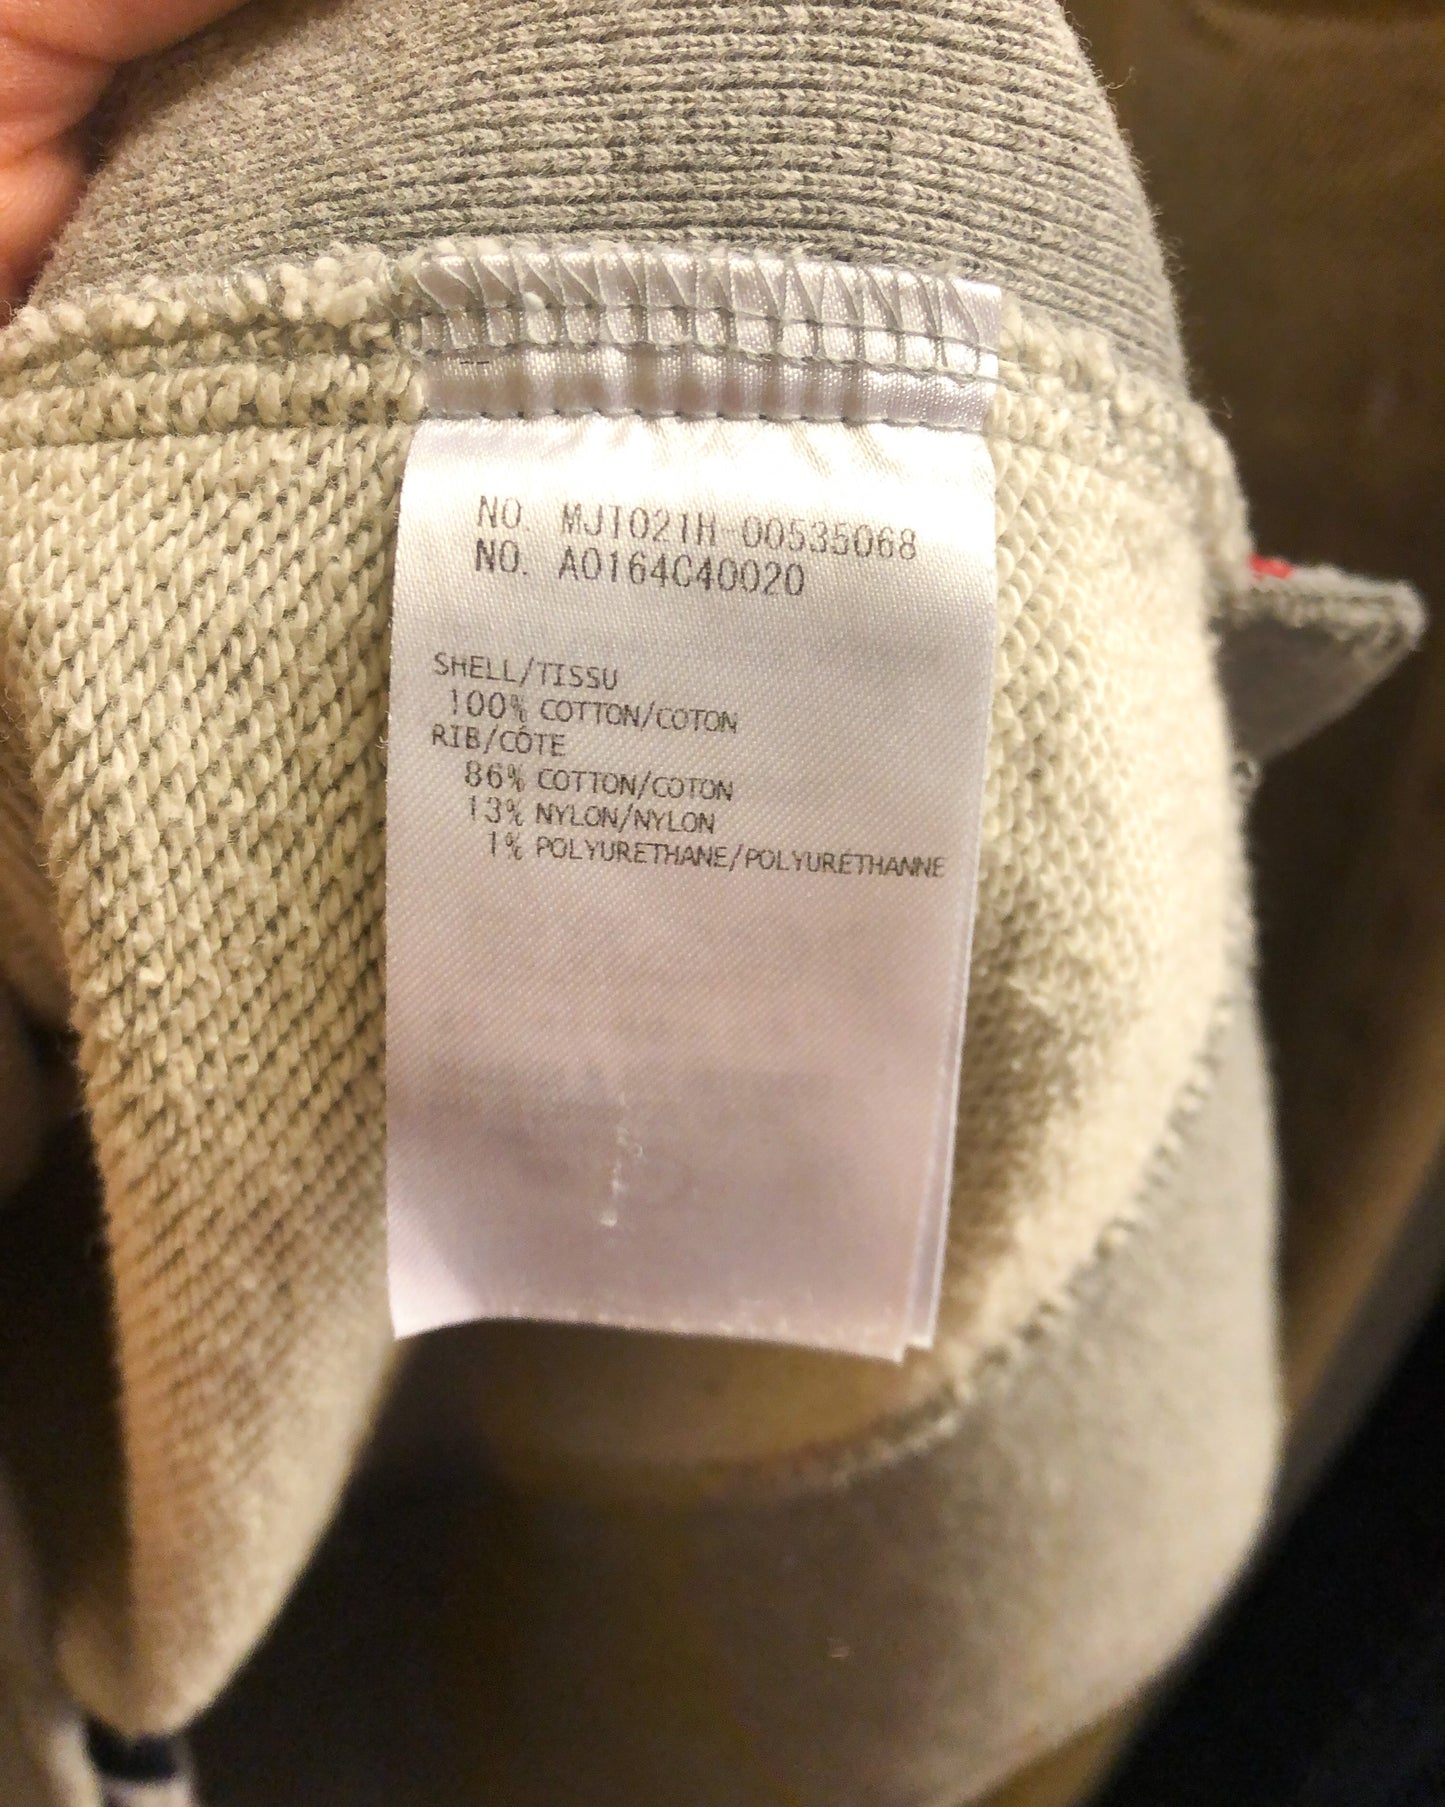 NO. MJT021H-00535068
NO. A0164C40020
SHELL/TISSU
100% COTTON/COTON
RIB/CÔTE
86% COTTON/COTON
13% NYLON/NYLON
1% POLYURETHANE/POLYURÉTHANNE